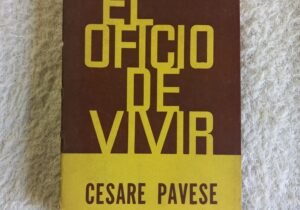 EL
OFICIO
DE
VIVIR
CESARE PAVESE